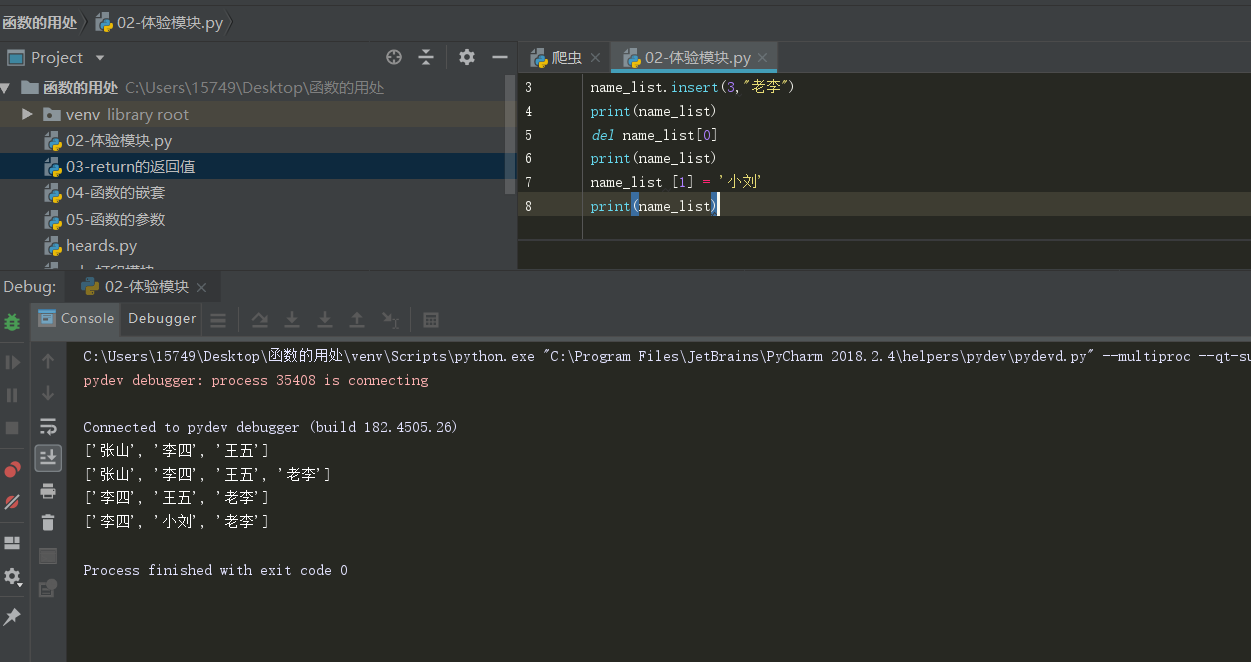 函数的用处 02-体验模块.py
Project
函数的用处 C:\Users\15749\Desktop\函数的用处
venv library root
02-体验模块.py
03-return的返回值
04-函数的嵌套
05-函数的参数
heards.py
爬虫 02-体验模块.py
3 name_list.insert(3,"老李")
4 print(name_list)
5 del name_list[0]
6 print(name_list)
7 name_list [1] = '小刘'
8 print(name_list)
Debug: 02-体验模块
Console Debugger
C:\Users\15749\Desktop\函数的用处\venv\Scripts\python.exe "C:\Program Files\JetBrains\PyCharm 2018.2.4\helpers\pydev\pydevd.py" --multiproc --qt-su
pydev debugger: process 35408 is connecting
Connected to pydev debugger (build 182.4505.26)
['张山', '李四', '王五']
['张山', '李四', '王五', '老李']
['李四', '王五', '老李']
['李四', '小刘', '老李']
Process finished with exit code 0